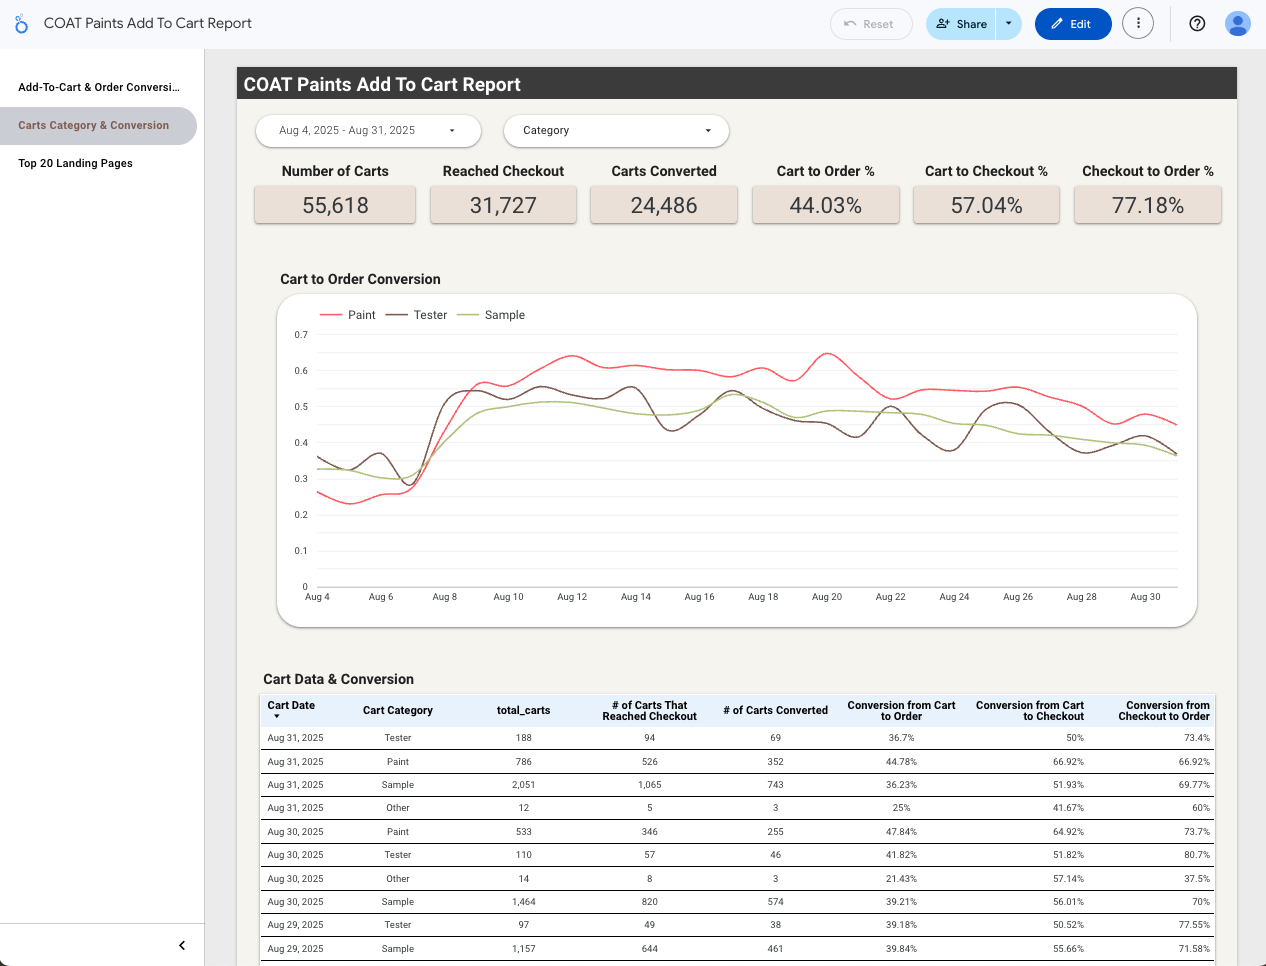 COAT Paints Add To Cart Report
Reset
Share
Edit
Add-To-Cart & Order Conversi...
Carts Category & Conversion
Top 20 Landing Pages
COAT Paints Add To Cart Report
Aug 4, 2025 - Aug 31, 2025
Category
Number of Carts Reached Checkout Carts Converted Cart to Order % Cart to Checkout % Checkout to Order %
55,618 31,727 24,486 44.03% 57.04% 77.18%
Cart to Order Conversion
Paint Tester Sample
0.7
0.6
0.5
0.4
0.3
0.2
0.1
0
Aug 4 Aug 6 Aug 8 Aug 10 Aug 12 Aug 14 Aug 16 Aug 18 Aug 20 Aug 22 Aug 24 Aug 26 Aug 28 Aug 30
Cart Data & Conversion
Cart Date Cart Category total_carts # of Carts That Reached Checkout # of Carts Converted Conversion from Cart to Order Conversion from Cart to Checkout Conversion from Checkout to Order
Aug 31, 2025 Tester 188 94 69 36.7% 50% 73.4%
Aug 31, 2025 Paint 786 526 352 44.78% 66.92% 66.92%
Aug 31, 2025 Sample 2,051 1,065 743 36.23% 51.93% 69.77%
Aug 31, 2025 Other 12 5 3 25% 41.67% 60%
Aug 30, 2025 Paint 533 346 255 47.84% 64.92% 73.7%
Aug 30, 2025 Tester 110 57 46 41.82% 51.82% 80.7%
Aug 30, 2025 Other 14 8 3 21.43% 57.14% 37.5%
Aug 30, 2025 Sample 1,464 820 574 39.21% 56.01% 70%
Aug 29, 2025 Tester 97 49 38 39.18% 50.52% 77.55%
Aug 29, 2025 Sample 1,157 644 461 39.84% 55.66% 71.58%